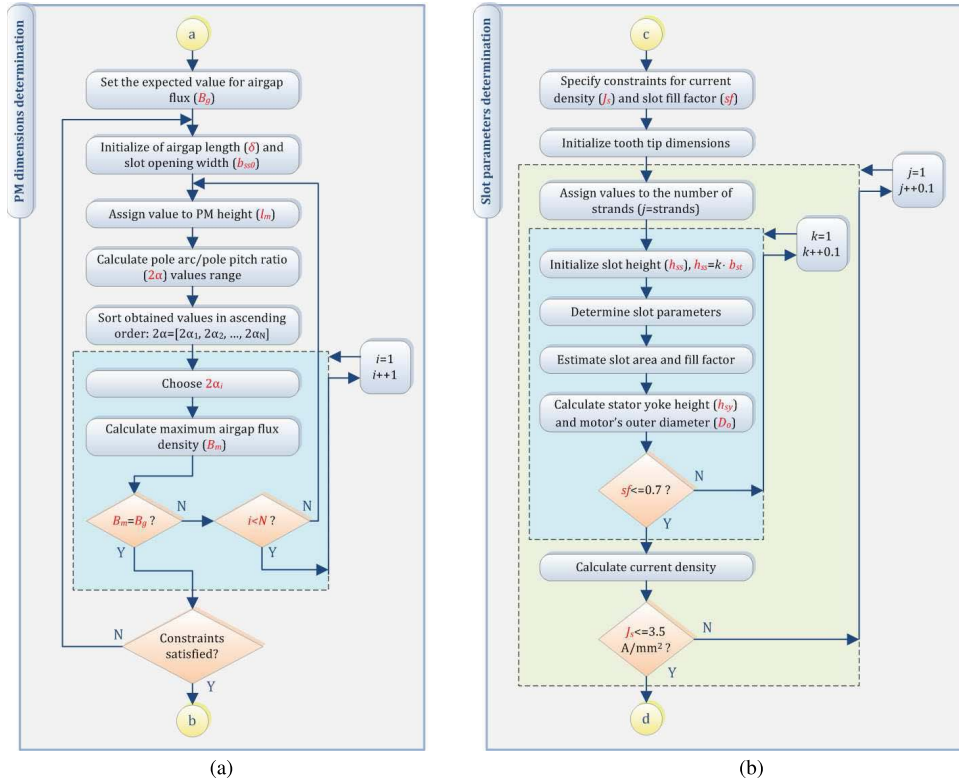 PM dimensions determination
a
Set the expected value for airgap
flux (Bg)
Initialize of airgap length (δ) and
slot opening width (bss0)
Assign value to PM height (lm)
Calculate pole arc/pole pitch ratio
(2α) values range
Sort obtained values in ascending
order: 2α=[2α1, 2α2, ..., 2αN]
i=1
i++1
Choose 2αi
Calculate maximum airgap flux
density (Bm)
Bm=Bg ?
N
i<N ?
N
Y
Y
Constraints
satisfied?
N
Y
b
(a)
Slot parameters determination
c
Specify constraints for current
density (Js) and slot fill factor (sf)
Initialize tooth tip dimensions
j=1
j++0.1
Assign values to the number of
strands (j=strands)
k=1
k++0.1
Initialize slot height (hss), hss=k· bst
Determine slot parameters
Estimate slot area and fill factor
Calculate stator yoke height (hsy)
and motor's outer diameter (Do)
sf<=0.7 ?
N
Y
Calculate current density
Js<=3.5
A/mm² ?
N
Y
d
(b)